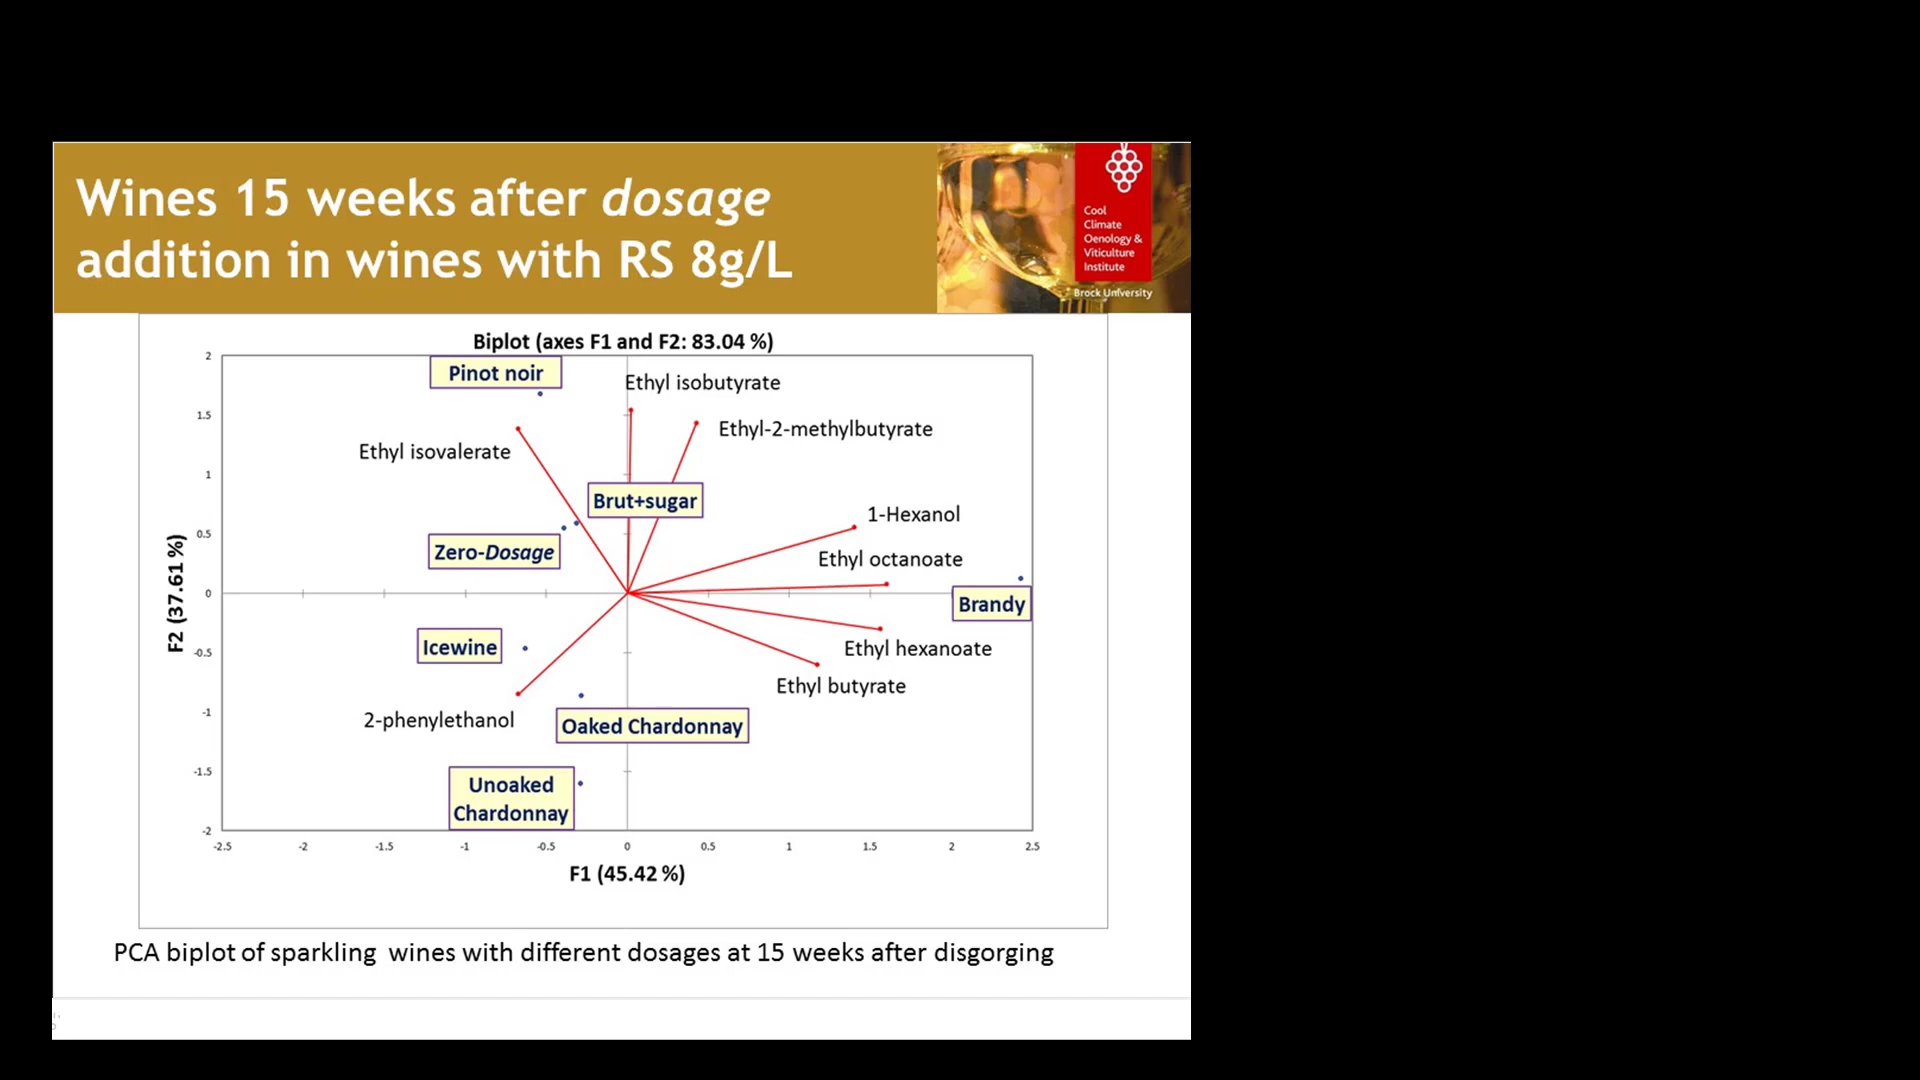 Wines 15 weeks after dosage
addition in wines with RS 8g/L
Cool
Climate
Oenology &
Viticulture
Institute
Brock University
Biplot (axes F1 and F2: 83.04 %)
Pinot noir
Ethyl isobutyrate
Ethyl-2-methylbutyrate
Ethyl isovalerate
Brut+sugar
1-Hexanol
Zero-Dosage
Ethyl octanoate
Brandy
Icewine
Ethyl hexanoate
Ethyl butyrate
2-phenylethanol
Oaked Chardonnay
Unoaked
Chardonnay
F2 (37.61 %)
2
1.5
1
0.5
0
-0.5
-1
-1.5
-2
-2.5 -2 -1.5 -1 -0.5 0 0.5 1 1.5 2 2.5
F1 (45.42 %)
PCA biplot of sparkling wines with different dosages at 15 weeks after disgorging